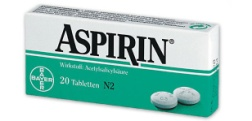 ASPIRIN®
Wirkstoff: Acetylsalicylsäure
20 Tabletten N2
BAYER